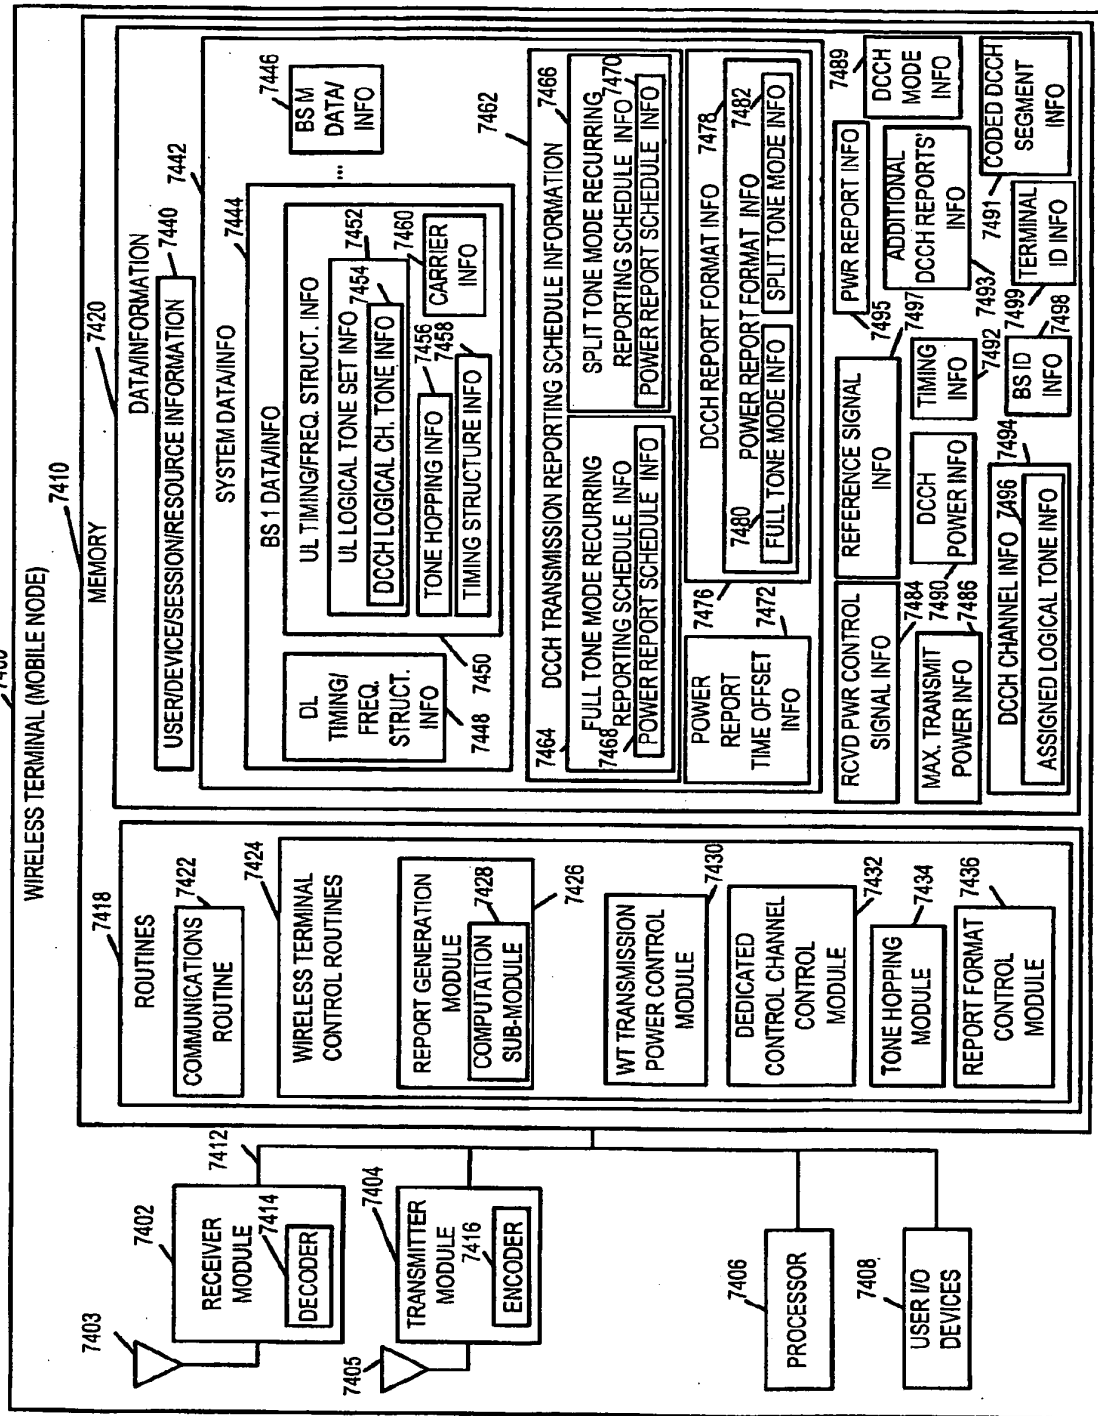 WIRELESS TERMINAL (MOBILE NODE)
7403
7402
RECEIVER
MODULE
7414
DECODER
7412
7405
7404
TRANSMITTER
MODULE
7416
ENCODER
7406
PROCESSOR
7408
USER I/O
DEVICES
7410
MEMORY
7418
ROUTINES
7422
COMMUNICATIONS
ROUTINE
7424
WIRELESS TERMINAL
CONTROL ROUTINES
REPORT GENERATION
MODULE
7428
COMPUTATION
SUB-MODULE
7426
WT TRANSMISSION
POWER CONTROL
MODULE
7430
DEDICATED
CONTROL CHANNEL
CONTROL
MODULE
7432
TONE HOPPING
MODULE
7434
REPORT FORMAT
CONTROL
MODULE
7436
7420
DATA/INFORMATION
7440
USER/DEVICE/SESSION/RESOURCE INFORMATION
7442
SYSTEM DATA/INFO
7444
BS 1 DATA/INFO
7446
BS M
DATA/
INFO
...
DL
TIMING/
FREQ.
STRUCT.
INFO
7448
UL TIMING/FREQ. STRUCT. INFO
7450
UL LOGICAL TONE SET INFO
7452
7454
DCCH LOGICAL CH. TONE INFO
7456
TONE HOPPING INFO
7458
TIMING STRUCTURE INFO
7460
CARRIER
INFO
7462
DCCH TRANSMISSION REPORTING SCHEDULE INFORMATION
7464
FULL TONE MODE RECURRING
REPORTING SCHEDULE INFO
7468
POWER REPORT SCHEDULE INFO
7466
SPLIT TONE MODE RECURRING
REPORTING SCHEDULE INFO
7470
POWER REPORT SCHEDULE INFO
POWER
REPORT
TIME OFFSET
INFO
7472
7476
DCCH REPORT FORMAT INFO
7478
POWER REPORT FORMAT INFO
7480
FULL TONE MODE INFO
7482
SPLIT TONE MODE INFO
RCVD PWR CONTROL
SIGNAL INFO
7484
REFERENCE SIGNAL
INFO
7497
7495
PWR REPORT INFO
7489
DCCH
MODE
INFO
MAX. TRANSMIT
POWER INFO
7486
7490
DCCH
POWER INFO
TIMING
INFO
7492
ADDITIONAL
DCCH REPORTS'
INFO
7493
7491
CODED DCCH
SEGMENT
INFO
7494
DCCH CHANNEL INFO
7496
ASSIGNED LOGICAL TONE INFO
BS ID
INFO
7498
7499
TERMINAL
ID INFO